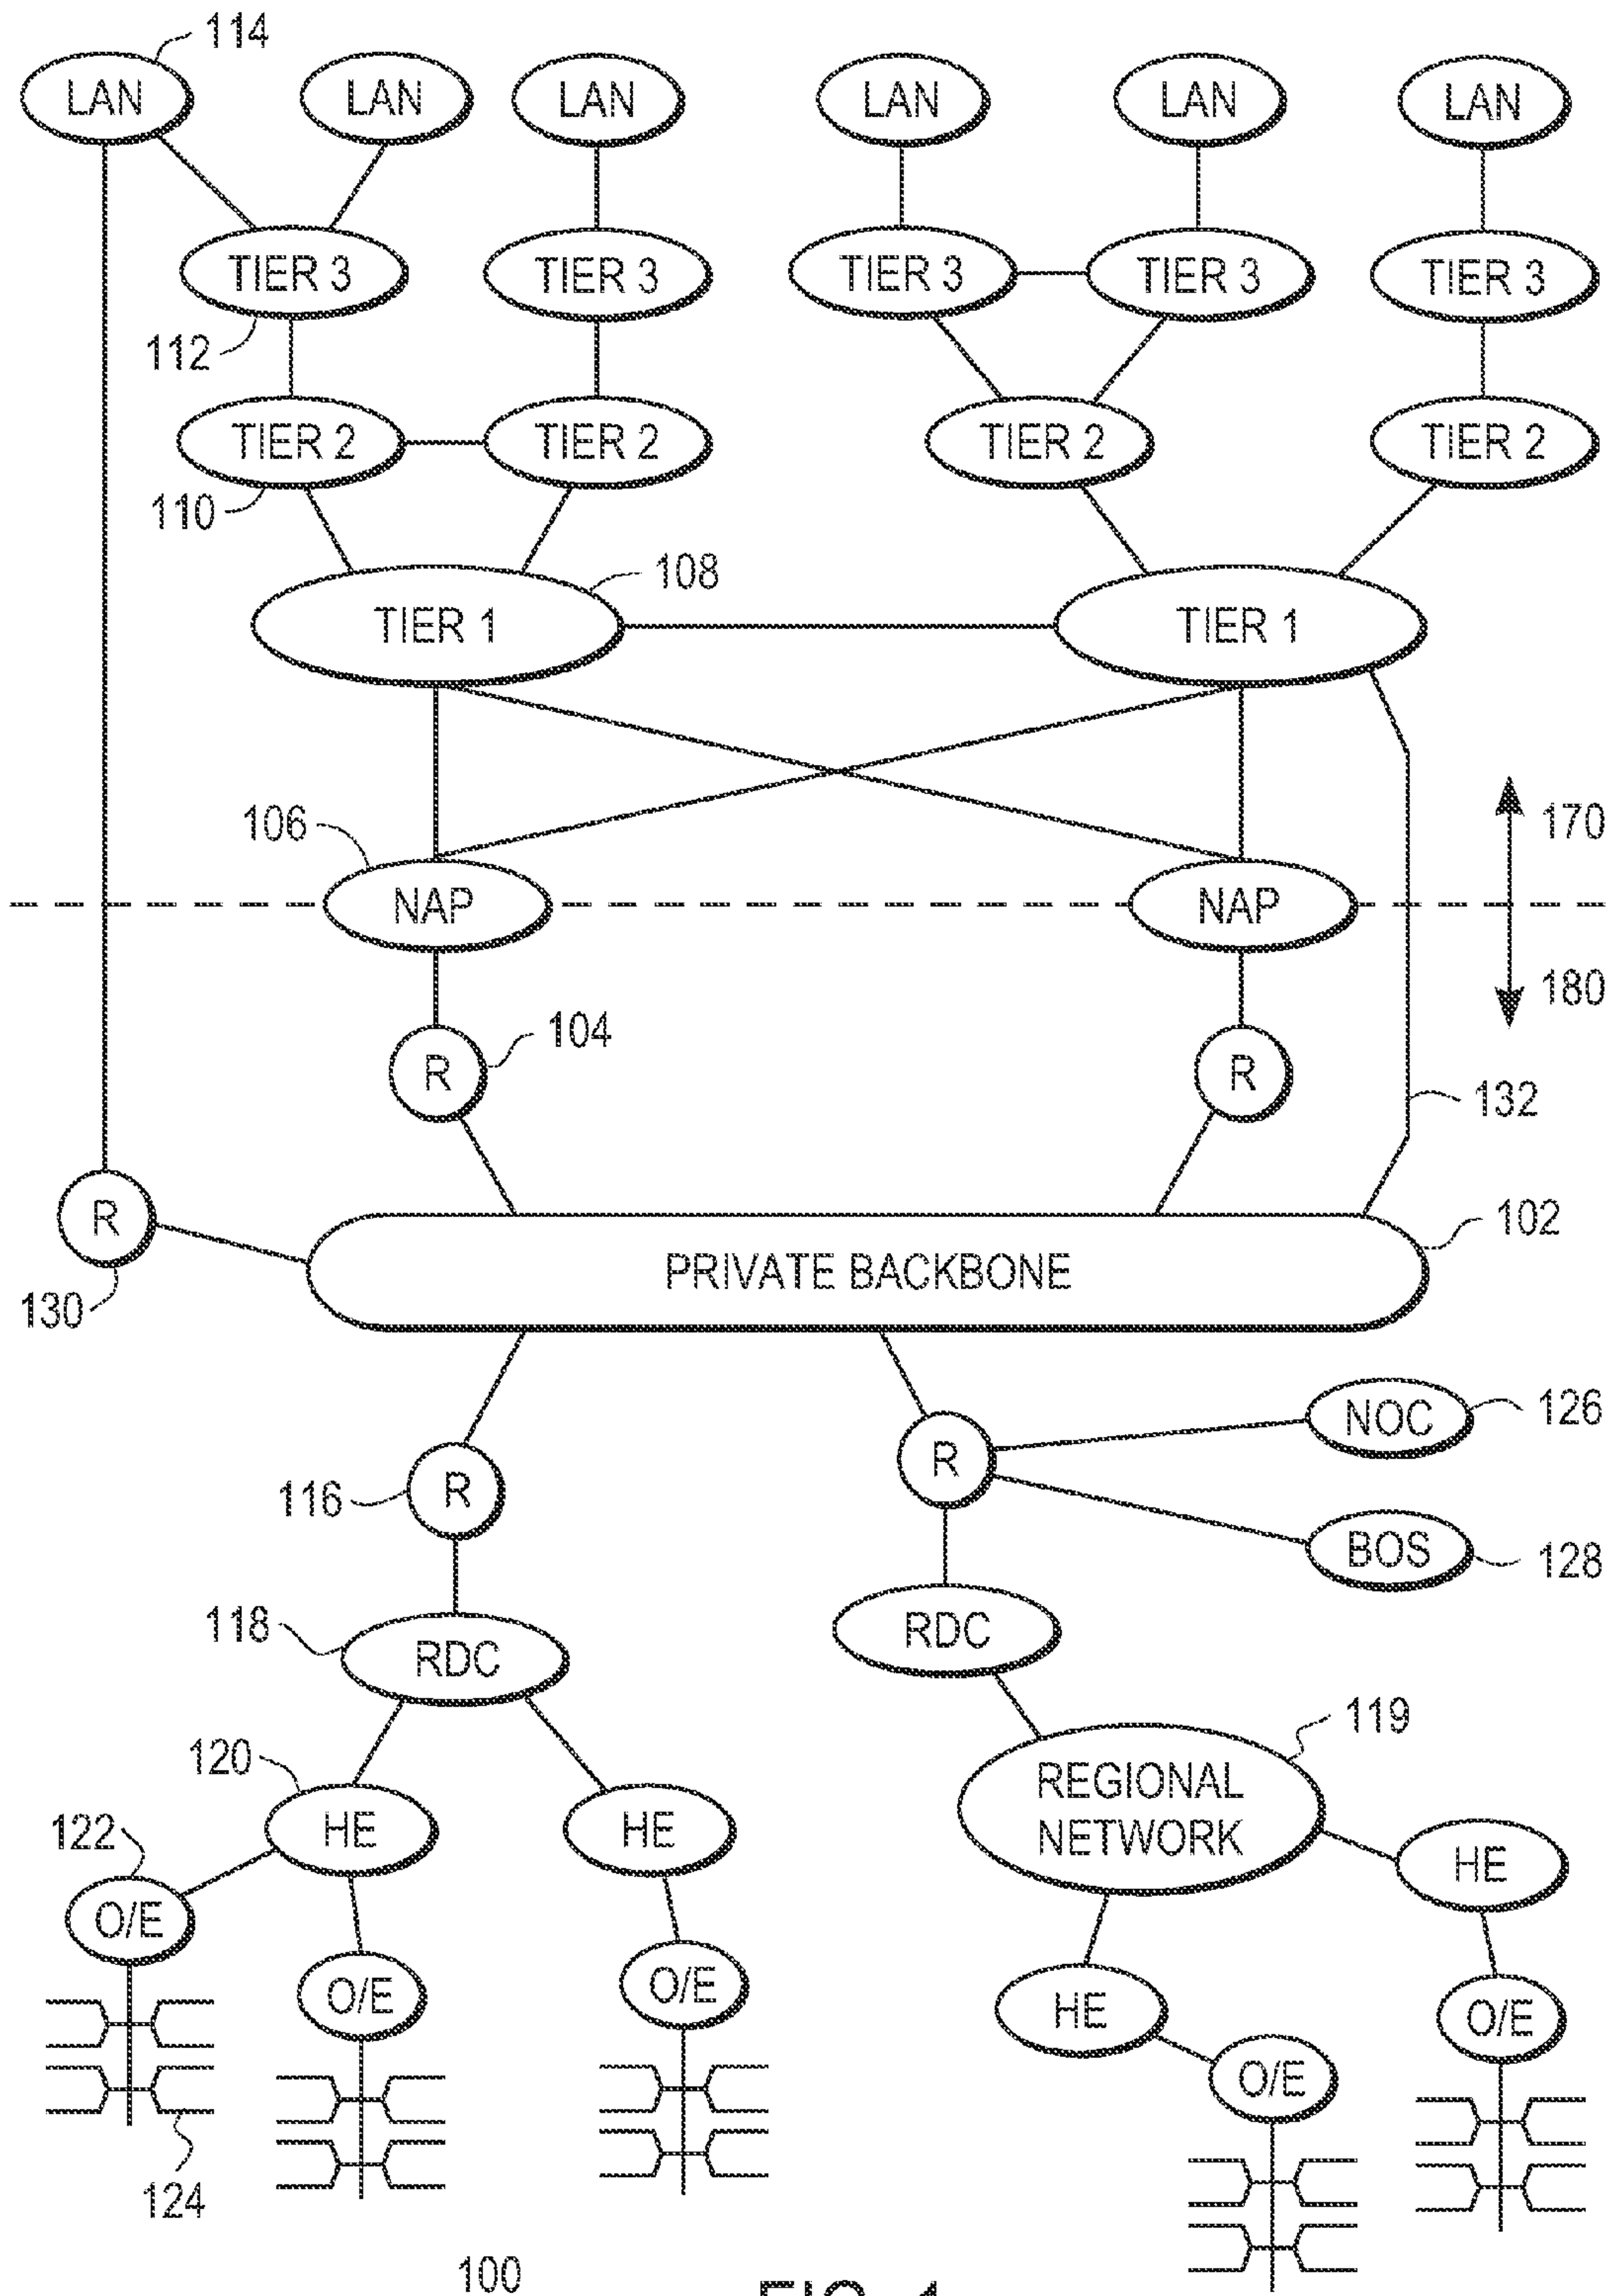 114
LAN LAN LAN LAN LAN LAN
TIER 3 TIER 3 TIER 3 TIER 3 TIER 3
112
TIER 2 TIER 2 TIER 2 TIER 2
110
108
TIER 1 TIER 1
106
170
NAP NAP
180
104
R R
132
R
102
PRIVATE BACKBONE
130
NOC 126
R
R
116
BOS 128
118
RDC
RDC
119
120
REGIONAL
NETWORK
122
HE HE
HE
O/E
O/E O/E
HE O/E
O/E
124
100
FIG. 1